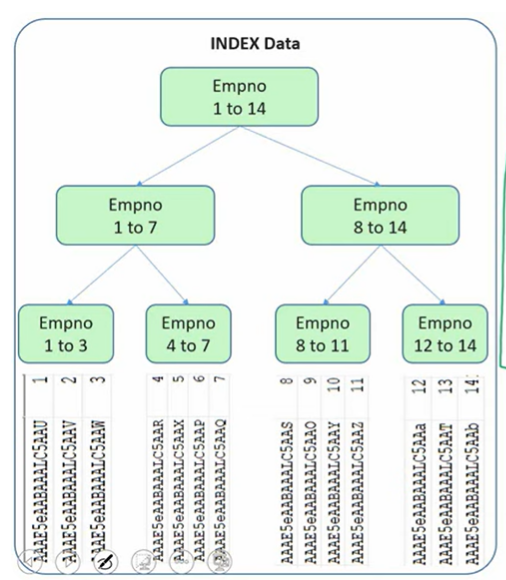 INDEX Data
Empno
1 to 14
Empno
1 to 7
Empno
8 to 14
Empno
1 to 3
Empno
4 to 7
Empno
8 to 11
Empno
12 to 14
AAAE5eAABAAALC5AAU 1
AAAE5eAABAAALC5AAV 2
AAAE5eAABAAALC5AAW 3
AAAE5eAABAAALC5AAR 4
AAAE5eAABAAALC5AAX 5
AAAE5eAABAAALC5AAP 6
AAAE5eAABAAALC5AAQ 7
AAAE5eAABAAALC5AAS 8
AAAE5eAABAAALC5AAO 9
AAAE5eAABAAALC5AAY 10
AAAE5eAABAAALC5AAZ 11
AAAE5eAABAAALC5AAa 12
AAAE5eAABAAALC5AAT 13
AAAE5eAABAAALC5AAb 14